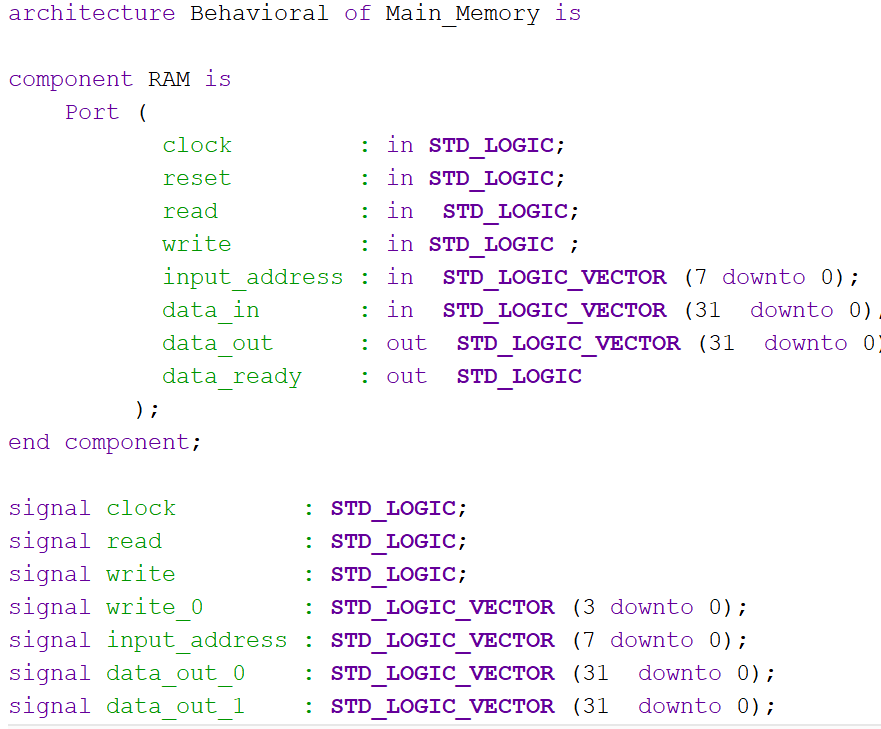 architecture Behavioral of Main_Memory is
component RAM is
Port (
clock : in STD_LOGIC;
reset : in STD_LOGIC;
read : in STD_LOGIC;
write : in STD_LOGIC ;
input_address : in STD_LOGIC_VECTOR (7 downto 0);
data_in : in STD_LOGIC_VECTOR (31 downto 0)
data_out : out STD_LOGIC_VECTOR (31 downto 0)
data_ready : out STD_LOGIC
);
end component;
signal clock : STD_LOGIC;
signal read : STD_LOGIC;
signal write : STD_LOGIC;
signal write_0 : STD_LOGIC_VECTOR (3 downto 0);
signal input_address : STD_LOGIC_VECTOR (7 downto 0);
signal data_out_0 : STD_LOGIC_VECTOR (31 downto 0);
signal data_out_1 : STD_LOGIC_VECTOR (31 downto 0);